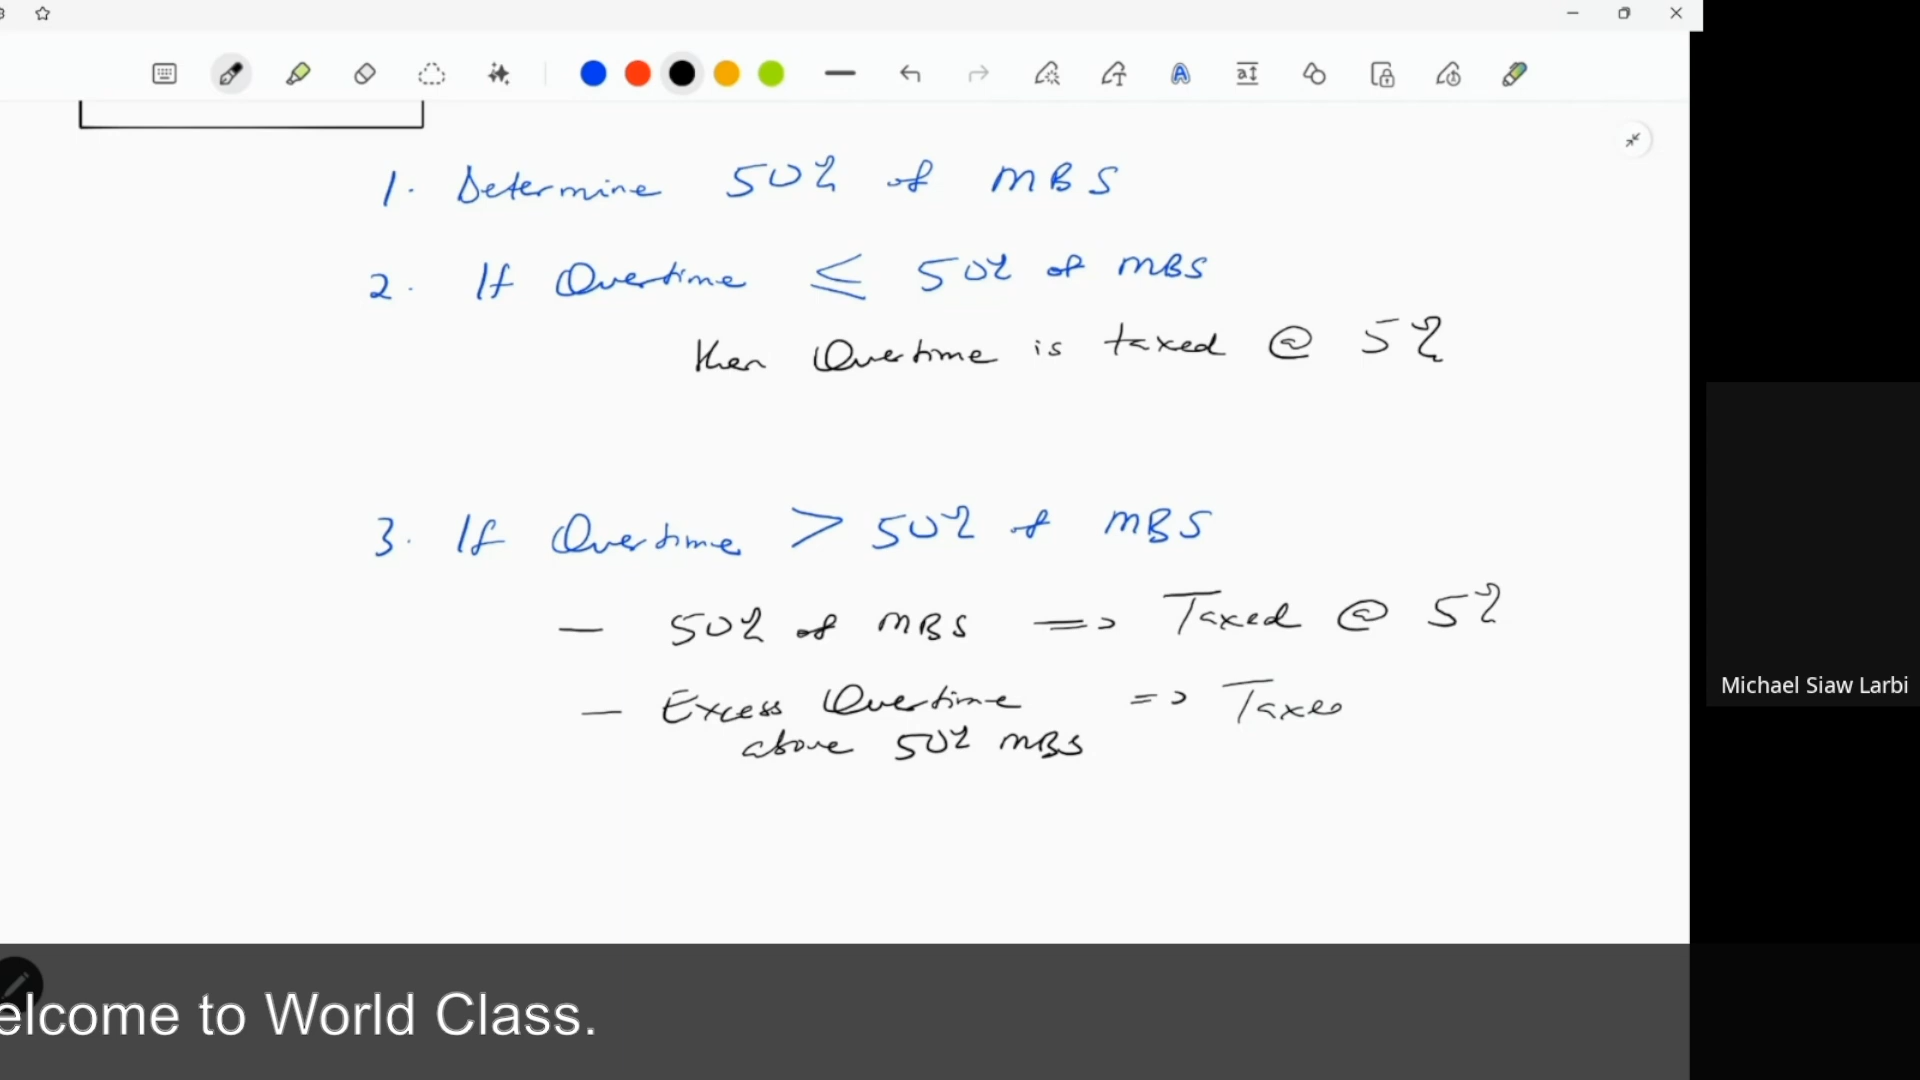 1. Determine 50% of MBS
2. If Overtime ≤ 50% of MBS
then Overtime is taxed @ 5%
3. If Overtime > 50% of MBS
— 50% of MBS => Taxed @ 5%
— Excess Overtime => Taxe
above 50% MBS
Michael Siaw Larbi
elcome to World Class.